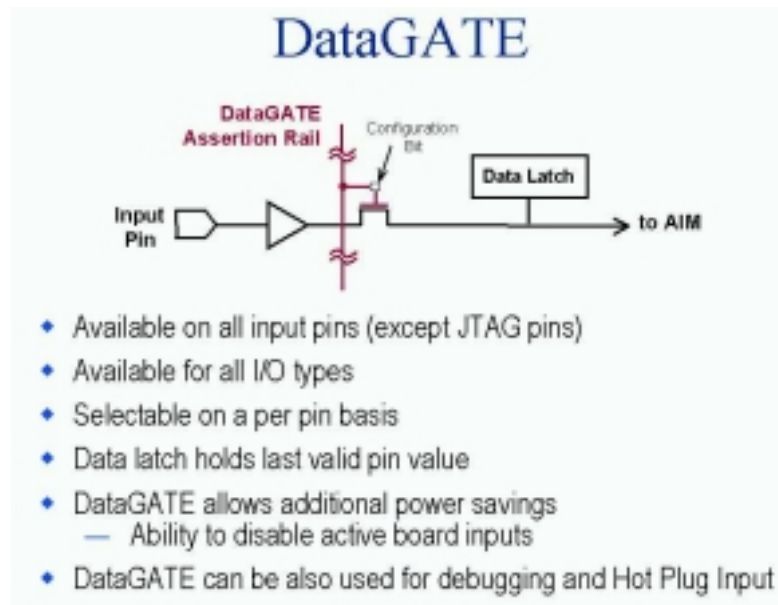 DataGATE
DataGATE
Assertion Rail
Configuration
Bit
Data Latch
Input
Pin
to AIM
Available on all input pins (except JTAG pins)
Available for all I/O types
Selectable on a per pin basis
Data latch holds last valid pin value
DataGATE allows additional power savings
— Ability to disable active board inputs
DataGATE can be also used for debugging and Hot Plug Input